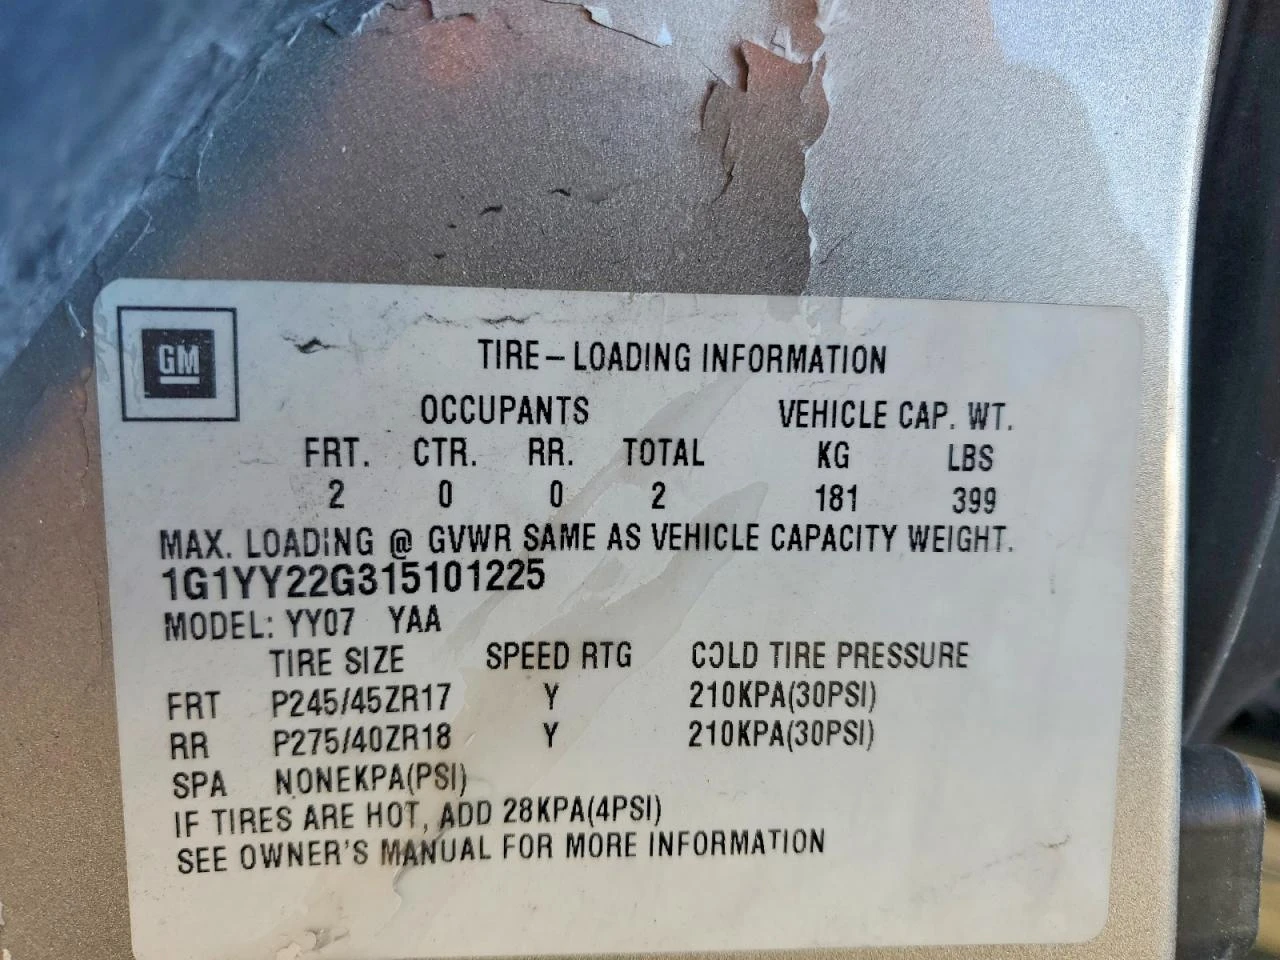 GM
TIRE–LOADING INFORMATION
OCCUPANTS VEHICLE CAP. WT.
FRT. CTR. RR. TOTAL KG LBS
2 0 0 2 181 399
MAX. LOADING @ GVWR SAME AS VEHICLE CAPACITY WEIGHT.
1G1YY22G315101225
MODEL: YY07 YAA
TIRE SIZE SPEED RTG COLD TIRE PRESSURE
FRT P245/45ZR17 Y 210KPA(30PSI)
RR P275/40ZR18 Y 210KPA(30PSI)
SPA NONEKPA(PSI)
IF TIRES ARE HOT, ADD 28KPA(4PSI)
SEE OWNER'S MANUAL FOR MORE INFORMATION